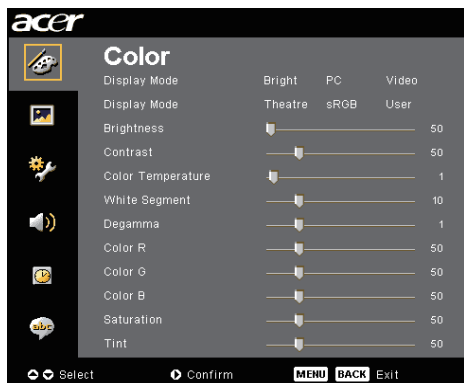 acer
Color
Display Mode Bright PC Video
Display Mode Theatre sRGB User
Brightness 50
Contrast 50
Color Temperature 1
White Segment 10
Degamma 1
Color R 50
Color G 50
Color B 50
Saturation 50
Tint 50
abc
Select Confirm MENU BACK Exit